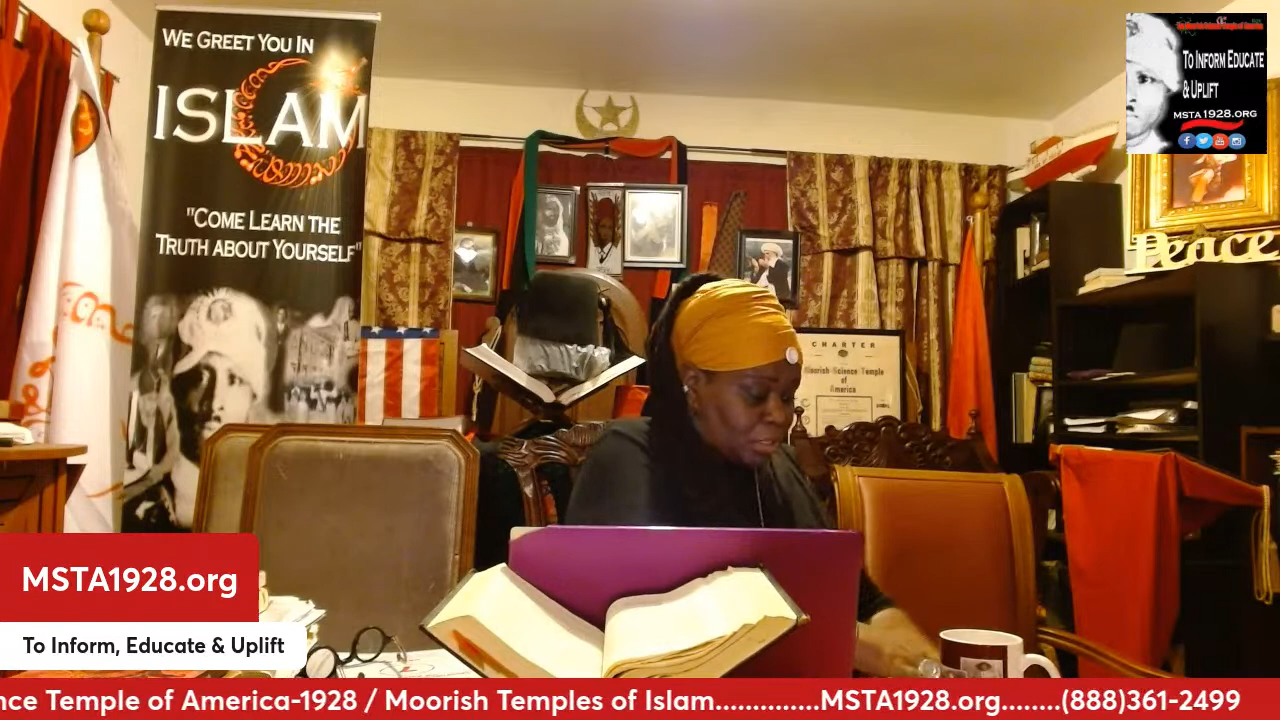 WE GREET YOU IN
ISLAM
"COME LEARN THE
TRUTH ABOUT YOURSELF"
TO INFORM EDUCATE
& UPLIFT
MSTA1928.ORG
Peace
CHARTER
Moorish Science Temple
of
America
MSTA1928.org
To Inform, Educate & Uplift
nce Temple of America-1928 / Moorish Temples of Islam..............MSTA1928.org........(888)361-2499